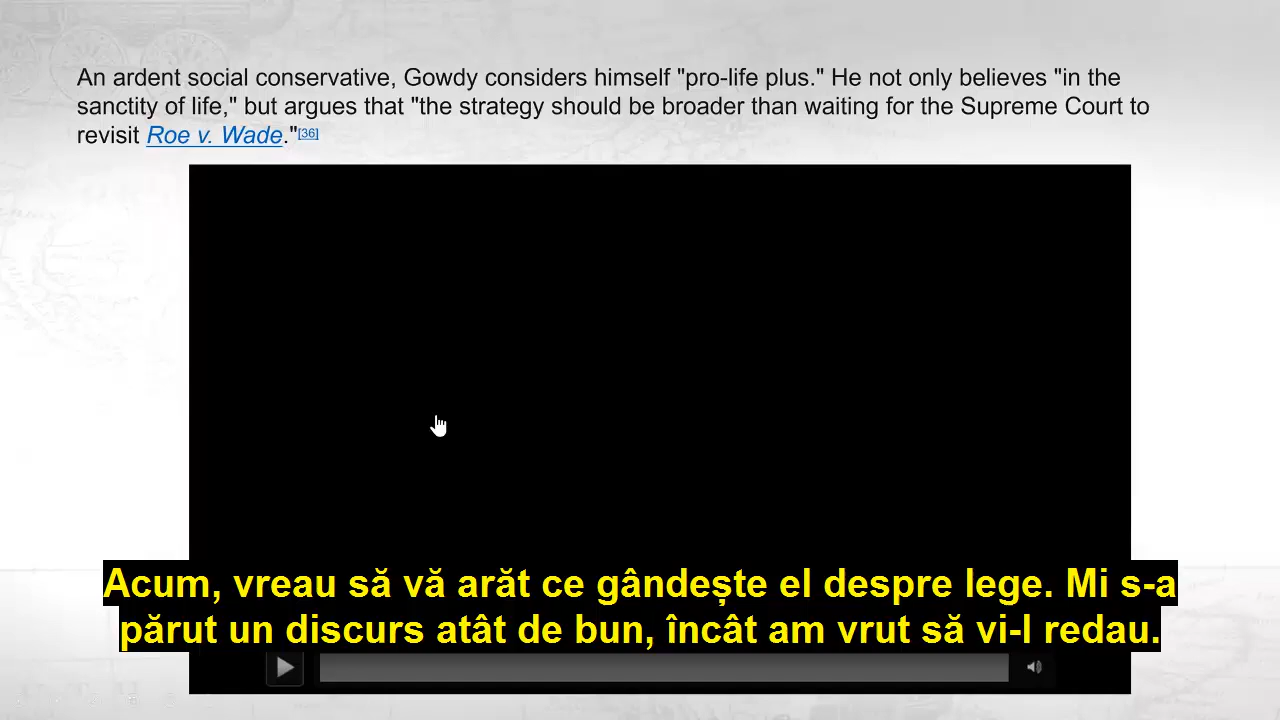 An ardent social conservative, Gowdy considers himself "pro-life plus." He not only believes "in the
sanctity of life," but argues that "the strategy should be broader than waiting for the Supreme Court to
revisit Roe v. Wade."[36]
Acum, vreau să vă arăt ce gândește el despre lege. Mi s-a
părut un discurs atât de bun, încât am vrut să vi-l redau.